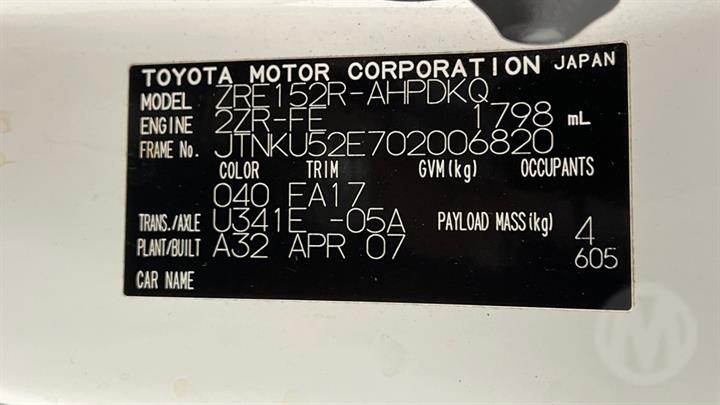 TOYOTA MOTOR CORPORATION JAPAN
MODEL ZRE152R-AHPDKQ
ENGINE 2ZR-FE 1798 mL
FRAME No. JTNKU52E702006820
COLOR TRIM GVM(kg) OCCUPANTS
040 FA17
TRANS./AXLE U341E -05A PAYLOAD MASS(kg) 4
PLANT/BUILT A32 APR 07 605
CAR NAME
M